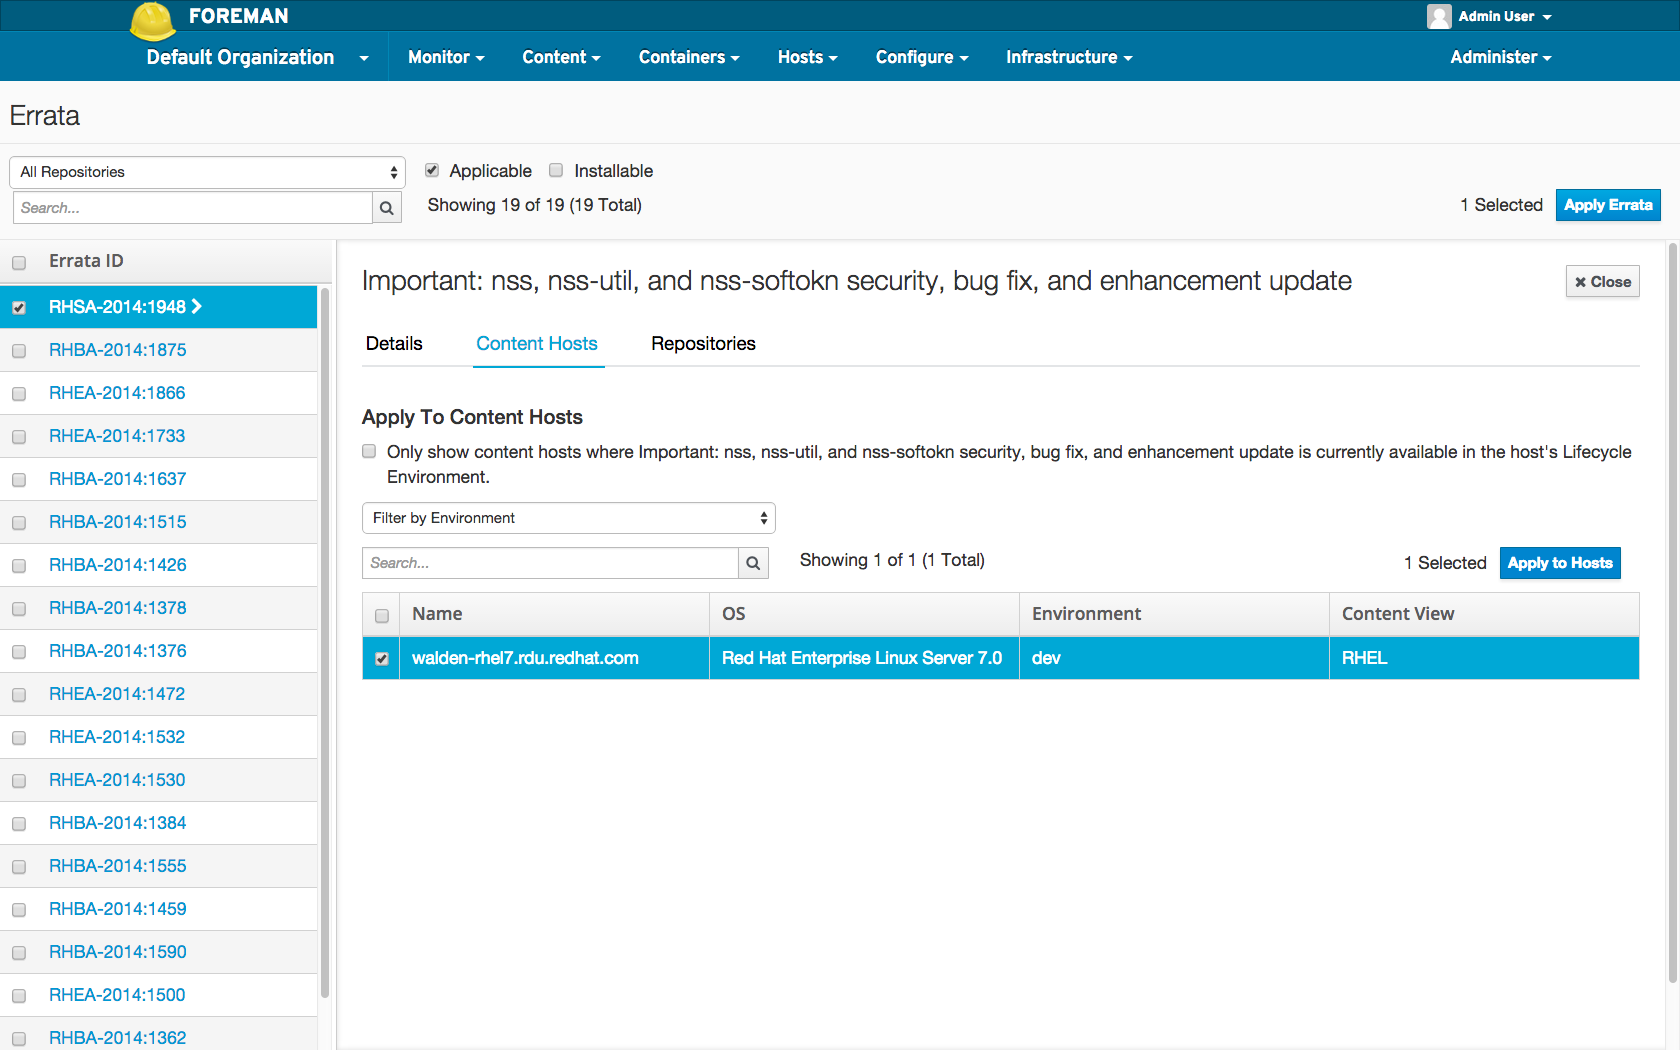 FOREMAN
Admin User
Default Organization
Monitor
Content
Containers
Hosts
Configure
Infrastructure
Administer
Errata
All Repositories
Applicable
Installable
Search...
Showing 19 of 19 (19 Total)
1 Selected
Apply Errata
Errata ID
RHSA-2014:1948
RHBA-2014:1875
RHEA-2014:1866
RHEA-2014:1733
RHBA-2014:1637
RHBA-2014:1515
RHBA-2014:1426
RHBA-2014:1378
RHBA-2014:1376
RHEA-2014:1472
RHEA-2014:1532
RHEA-2014:1530
RHBA-2014:1384
RHBA-2014:1555
RHBA-2014:1459
RHBA-2014:1590
RHEA-2014:1500
RHBA-2014:1362
Important: nss, nss-util, and nss-softokn security, bug fix, and enhancement update
Close
Details
Content Hosts
Repositories
Apply To Content Hosts
Only show content hosts where Important: nss, nss-util, and nss-softokn security, bug fix, and enhancement update is currently available in the host's Lifecycle
Environment.
Filter by Environment
Search...
Showing 1 of 1 (1 Total)
1 Selected
Apply to Hosts
Name
OS
Environment
Content View
walden-rhel7.rdu.redhat.com
Red Hat Enterprise Linux Server 7.0
dev
RHEL